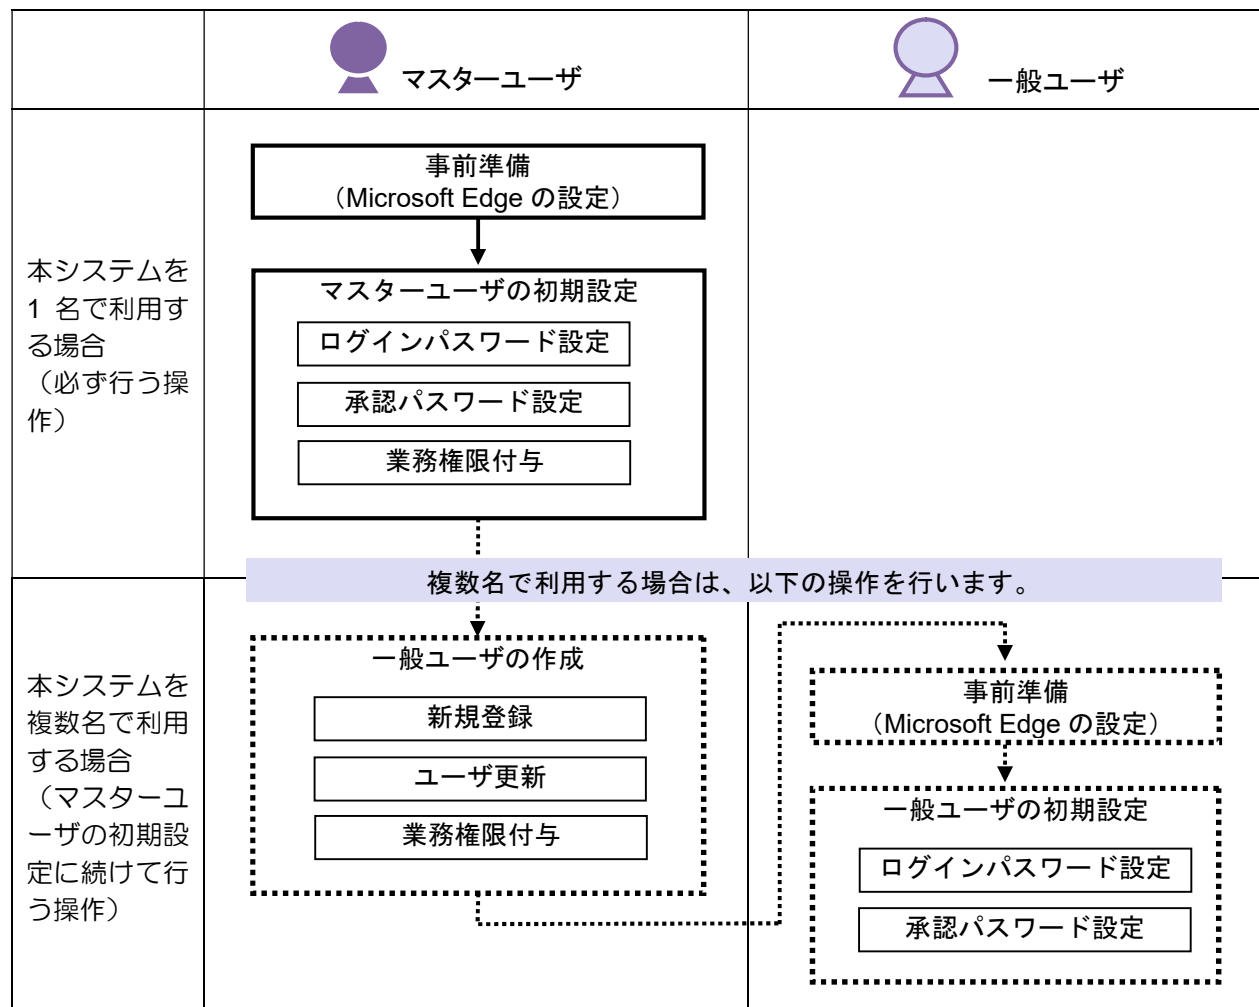 マスターユーザ
一般ユーザ
本システムを
1 名で利用す
る場合
（必ず行う操
作）
事前準備
（Microsoft Edge の設定）
マスターユーザの初期設定
ログインパスワード設定
承認パスワード設定
業務権限付与
複数名で利用する場合は、以下の操作を行います。
本システムを
複数名で利用
する場合
（マスターユ
ーザの初期設
定に続けて行
う操作）
一般ユーザの作成
新規登録
ユーザ更新
業務権限付与
事前準備
（Microsoft Edge の設定）
一般ユーザの初期設定
ログインパスワード設定
承認パスワード設定